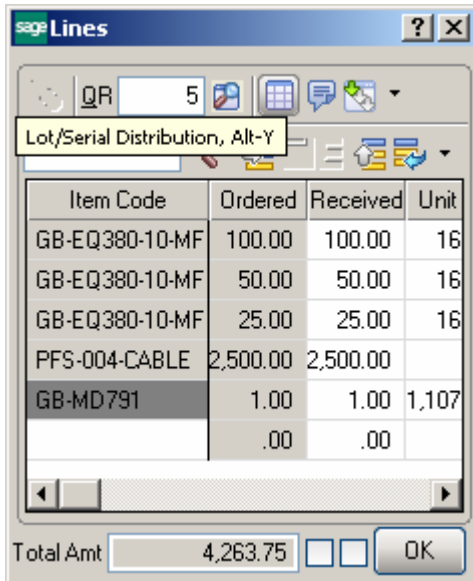 sage Lines
QR 5
Lot/Serial Distribution, Alt-Y
Item Code Ordered Received Unit
GB-EQ380-10-MF 100.00 100.00 16
GB-EQ380-10-MF 50.00 50.00 16
GB-EQ380-10-MF 25.00 25.00 16
PFS-004-CABLE 2,500.00 2,500.00
GB-MD791 1.00 1.00 1,107
.00 .00
Total Amt 4,263.75 OK